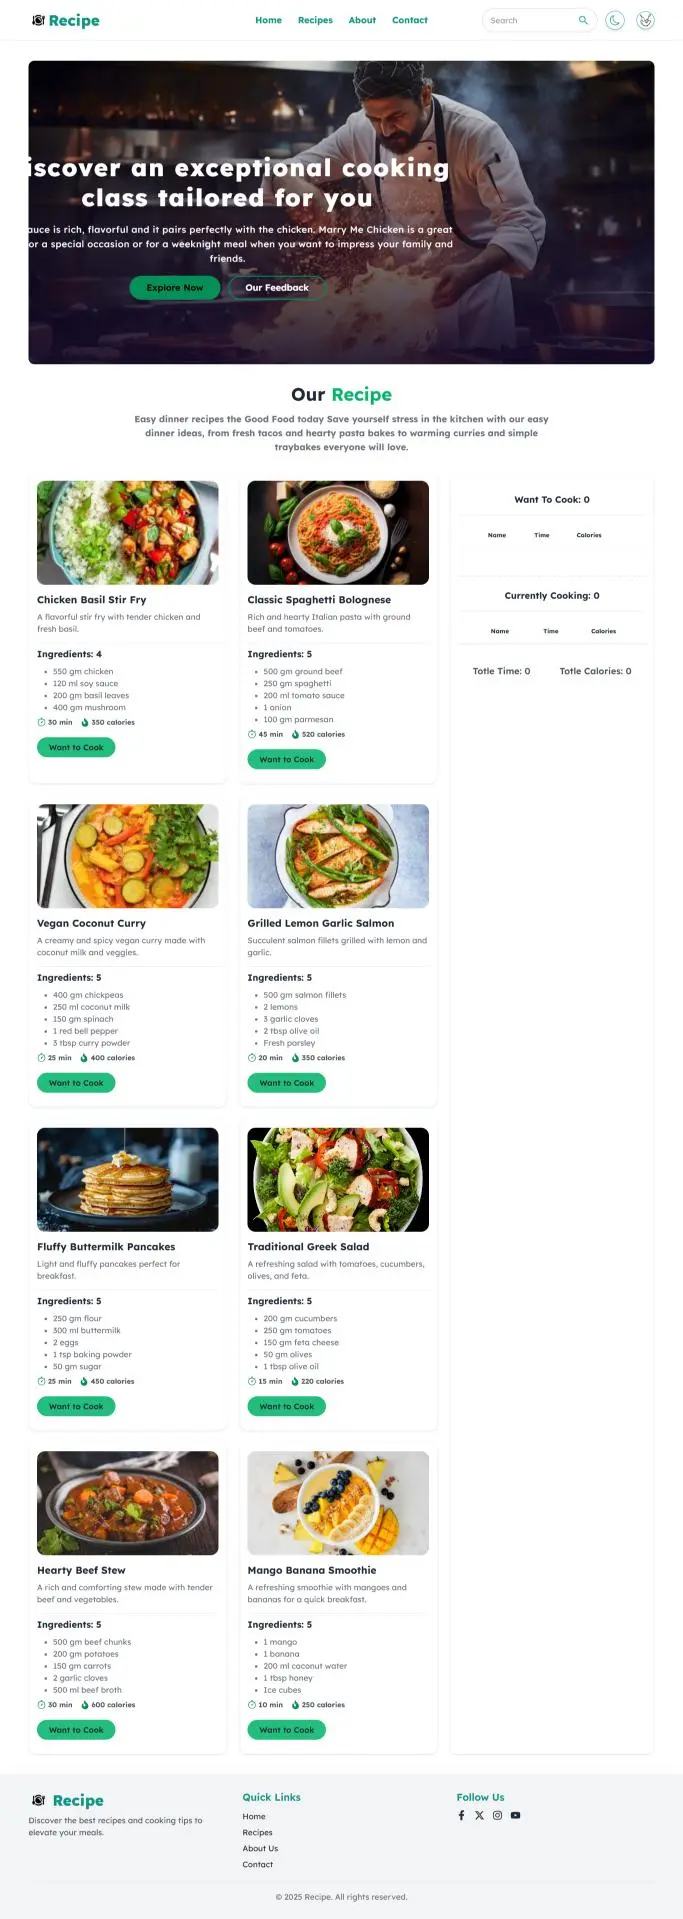 Recipe
Home Recipes About Contact
Search
iscover an exceptional cooking
class tailored for you
auce is rich, flavorful and it pairs perfectly with the chicken. Marry Me Chicken is a great
or a special occasion or for a weeknight meal when you want to impress your family and
friends.
Explore Now Our Feedback
Our Recipe
Easy dinner recipes the Good Food today Save yourself stress in the kitchen with our easy
dinner ideas, from fresh tacos and hearty pasta bakes to warming curries and simple
traybakes everyone will love.
Chicken Basil Stir Fry
A flavorful stir fry with tender chicken and
fresh basil.
Ingredients: 4
550 gm chicken
120 ml soy sauce
200 gm basil leaves
400 gm mushroom
30 min 350 calories
Want to Cook
Classic Spaghetti Bolognese
Rich and hearty Italian pasta with ground
beef and tomatoes.
Ingredients: 5
500 gm ground beef
250 gm spaghetti
200 ml tomato sauce
1 onion
100 gm parmesan
45 min 520 calories
Want to Cook
Want To Cook: 0
Name Time Calories
Currently Cooking: 0
Name Time Calories
Totle Time: 0 Totle Calories: 0
Vegan Coconut Curry
A creamy and spicy vegan curry made with
coconut milk and veggies.
Ingredients: 5
400 gm chickpeas
250 ml coconut milk
150 gm spinach
1 red bell pepper
3 tbsp curry powder
25 min 400 calories
Want to Cook
Grilled Lemon Garlic Salmon
Succulent salmon fillets grilled with lemon and
garlic.
Ingredients: 5
500 gm salmon fillets
2 lemons
3 garlic cloves
2 tbsp olive oil
Fresh parsley
20 min 350 calories
Want to Cook
Fluffy Buttermilk Pancakes
Light and fluffy pancakes perfect for
breakfast.
Ingredients: 5
250 gm flour
300 ml buttermilk
2 eggs
1 tsp baking powder
50 gm sugar
25 min 450 calories
Want to Cook
Traditional Greek Salad
A refreshing salad with tomatoes, cucumbers,
olives, and feta.
Ingredients: 5
200 gm cucumbers
250 gm tomatoes
150 gm feta cheese
50 gm olives
1 tbsp olive oil
15 min 220 calories
Want to Cook
Hearty Beef Stew
A rich and comforting stew made with tender
beef and vegetables.
Ingredients: 5
500 gm beef chunks
200 gm potatoes
150 gm carrots
2 garlic cloves
500 ml beef broth
30 min 600 calories
Want to Cook
Mango Banana Smoothie
A refreshing smoothie with mangoes and
bananas for a quick breakfast.
Ingredients: 5
1 mango
1 banana
200 ml coconut water
1 tbsp honey
Ice cubes
10 min 250 calories
Want to Cook
Recipe
Discover the best recipes and cooking tips to
elevate your meals.
Quick Links
Home
Recipes
About Us
Contact
Follow Us
© 2025 Recipe. All rights reserved.